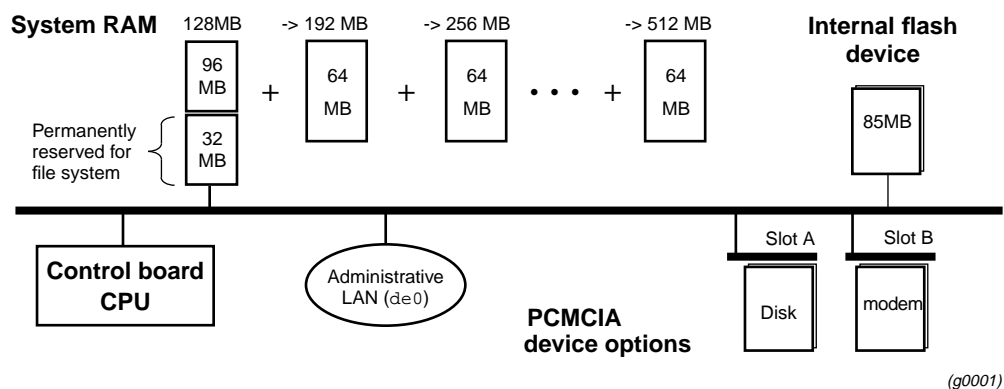 System RAM
128MB
-> 192 MB
-> 256 MB
-> 512 MB
Internal flash
device
96
MB
+
64
MB
+
64
MB
• • •
+
64
MB
85MB
Permanently
reserved for
file system
32
MB
Slot A
Slot B
Control board
CPU
Administrative
LAN (de0)
PCMCIA
device options
Disk
modem
(g0001)